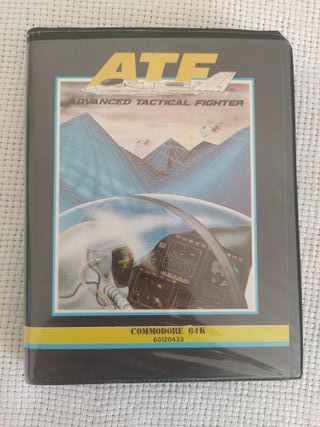 ATF
ADVANCED TACTICAL FIGHTER
COMMODORE 64K
60120433